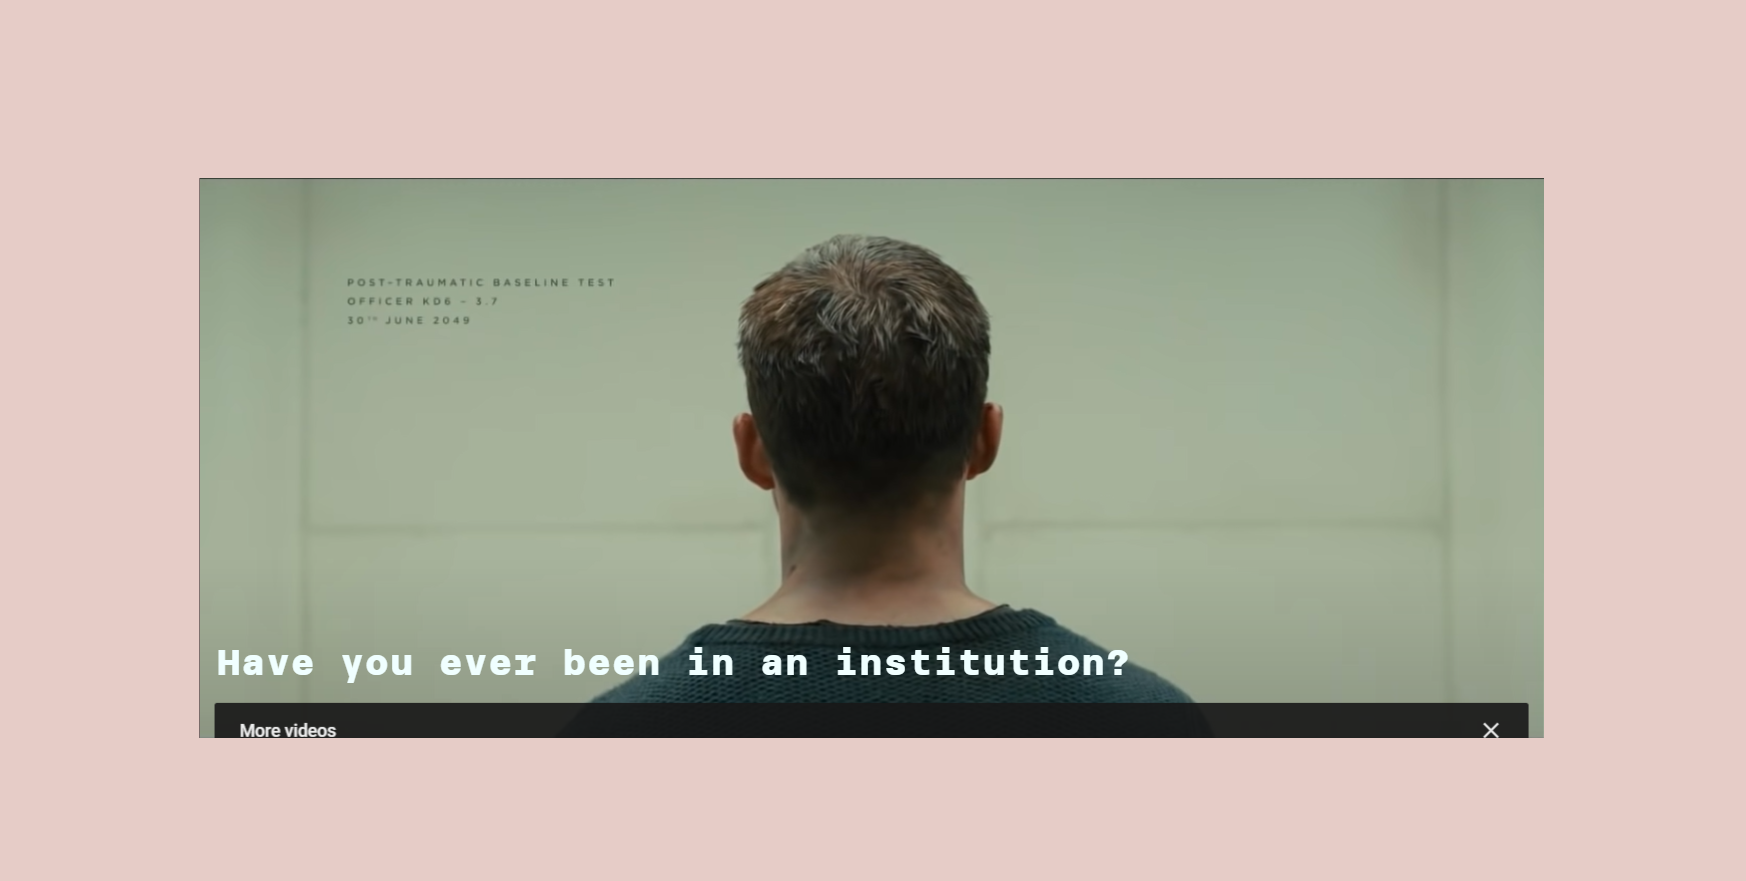 POST-TRAUMATIC BASELINE TEST
OFFICER KD6 - 3.7
30TH JUNE 2049
Have you ever been in an institution?
More videos